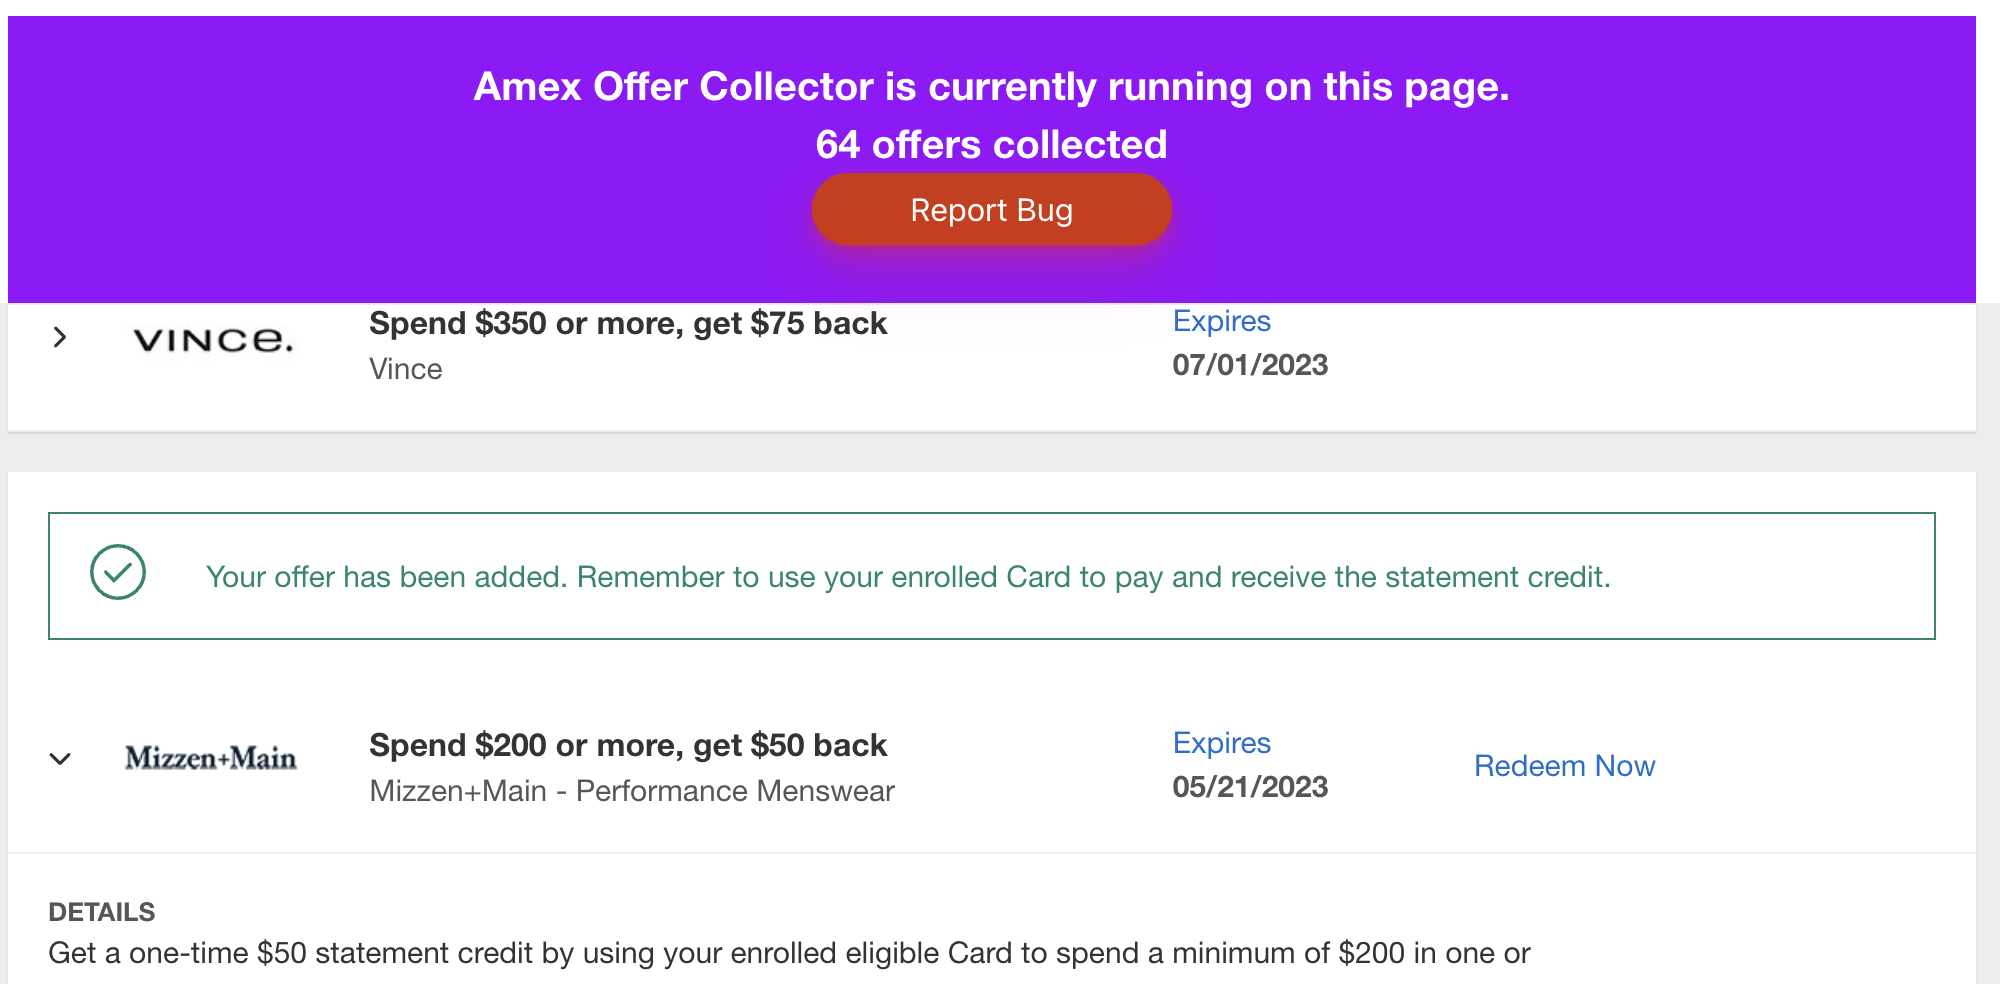 Amex Offer Collector is currently running on this page.
64 offers collected
Report Bug
VINCE.
Spend $350 or more, get $75 back
Vince
Expires
07/01/2023
Your offer has been added. Remember to use your enrolled Card to pay and receive the statement credit.
Mizzen+Main
Spend $200 or more, get $50 back
Mizzen+Main - Performance Menswear
Expires
05/21/2023
Redeem Now
DETAILS
Get a one-time $50 statement credit by using your enrolled eligible Card to spend a minimum of $200 in one or